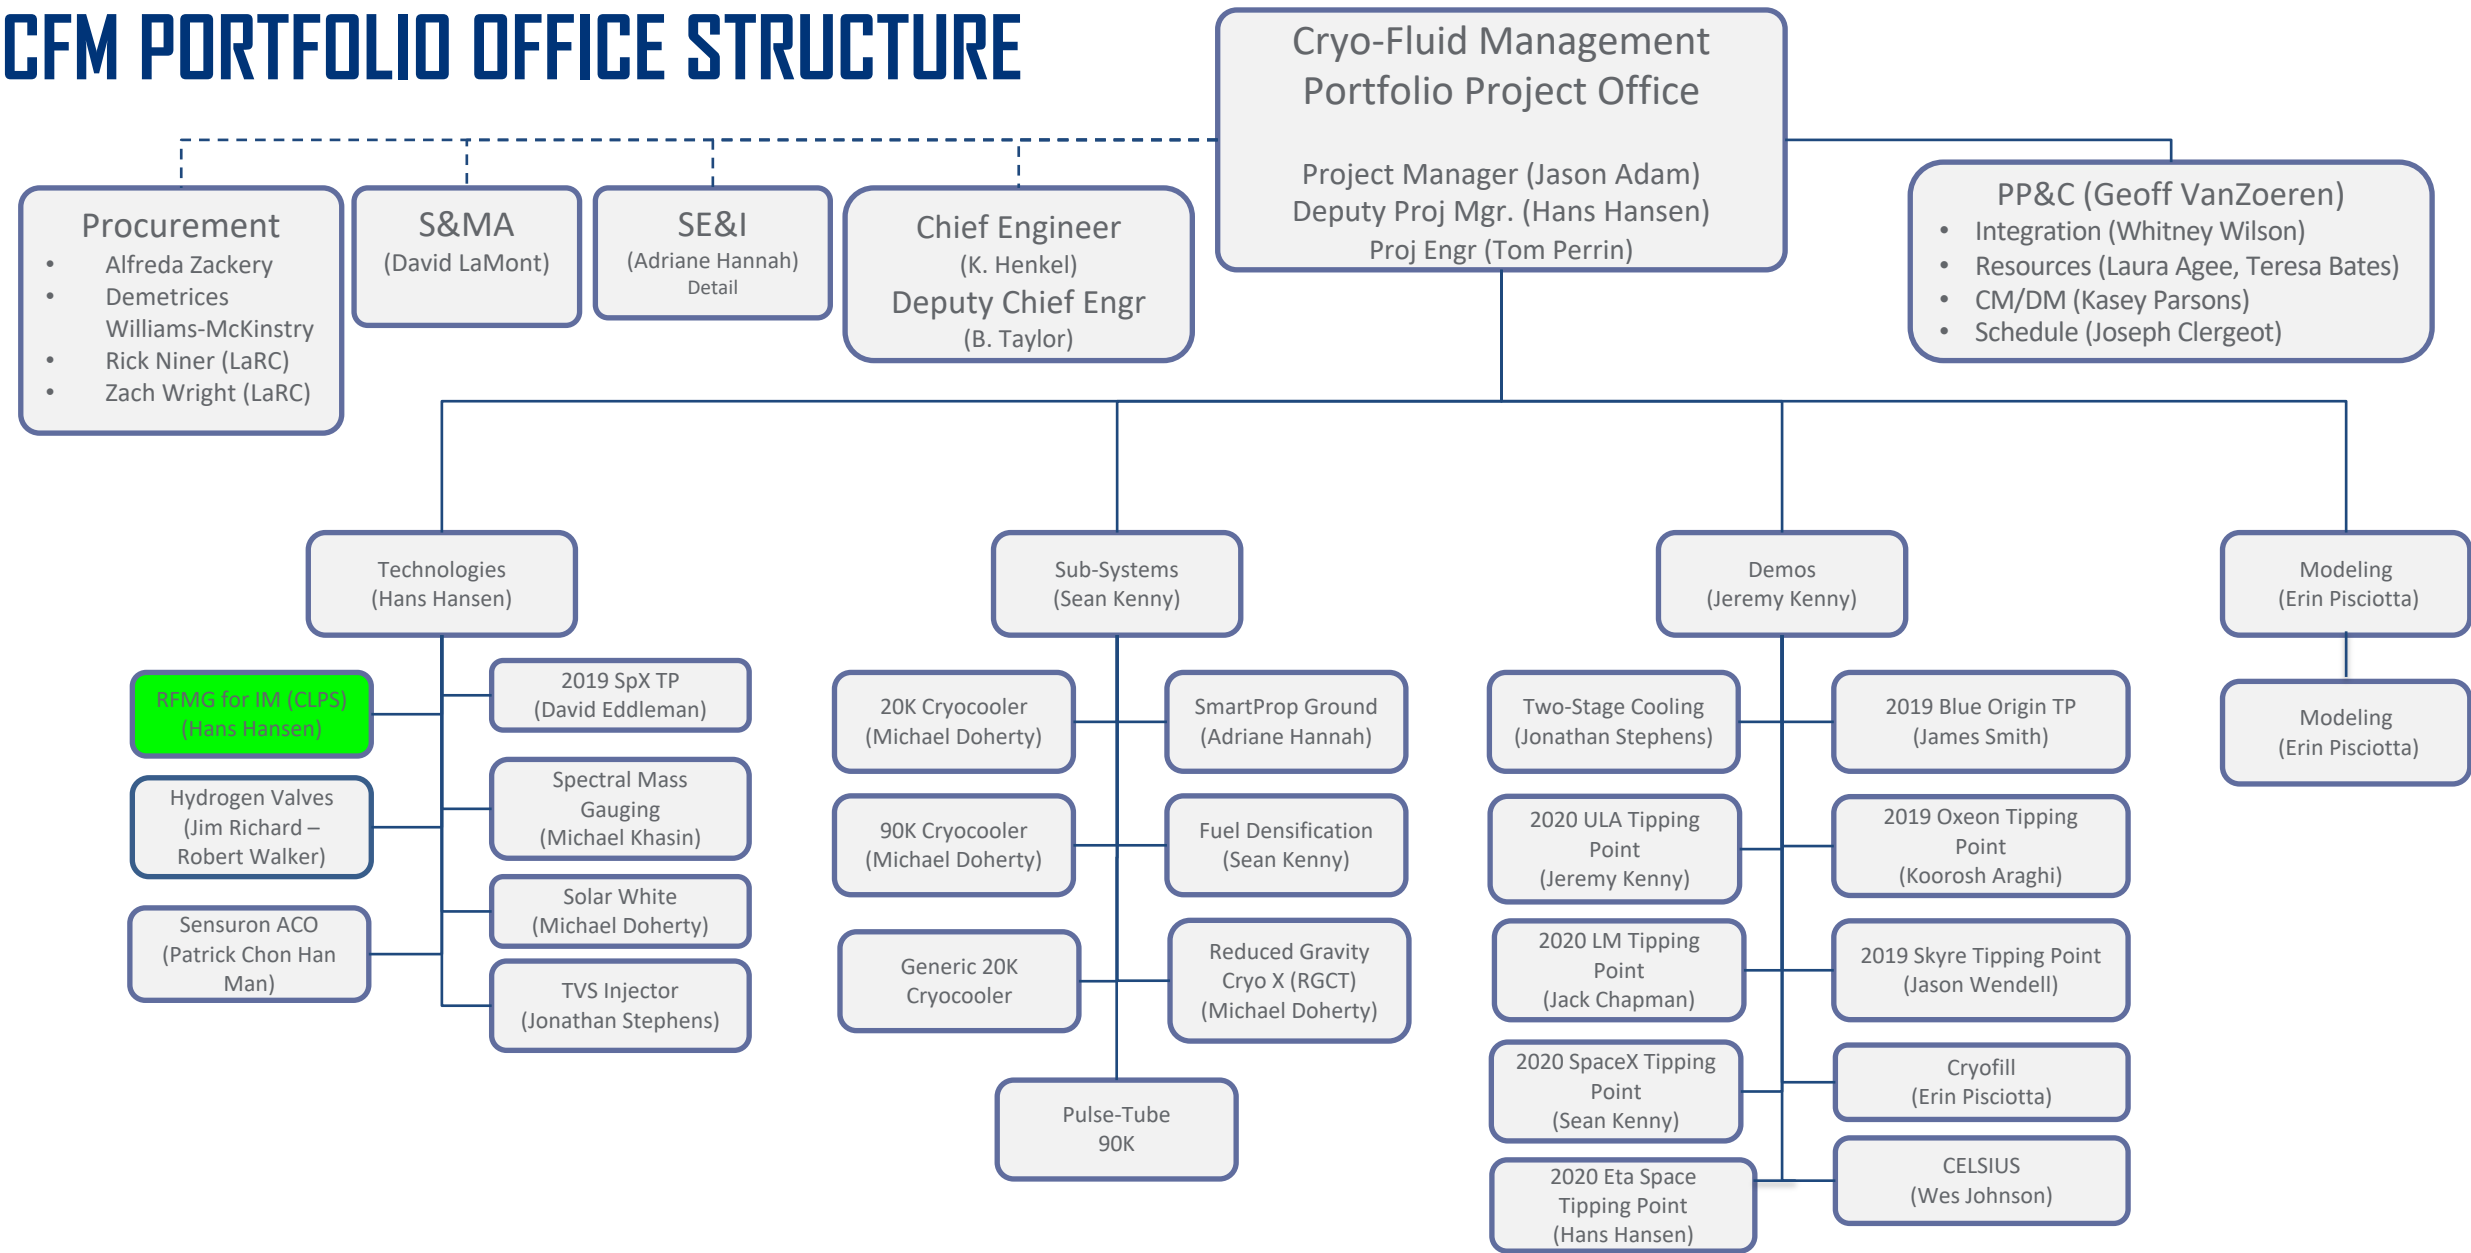 CFM PORTFOLIO OFFICE STRUCTURE
Cryo-Fluid Management
Portfolio Project Office
Project Manager (Jason Adam)
Deputy Proj Mgr. (Hans Hansen)
Proj Engr (Tom Perrin)
Procurement
• Alfreda Zackery
• Demetrices
Williams-McKinstry
• Rick Niner (LaRC)
• Zach Wright (LaRC)
S&MA
(David LaMont)
SE&I
(Adriane Hannah)
Detail
Chief Engineer
(K. Henkel)
Deputy Chief Engr
(B. Taylor)
PP&C (Geoff VanZoeren)
• Integration (Whitney Wilson)
• Resources (Laura Agee, Teresa Bates)
• CM/DM (Kasey Parsons)
• Schedule (Joseph Clergeot)
Technologies
(Hans Hansen)
RFMG for IM (CLPS)
(Hans Hansen)
Hydrogen Valves
(Jim Richard –
Robert Walker)
Sensuron ACO
(Patrick Chon Han
Man)
2019 SpX TP
(David Eddleman)
Spectral Mass
Gauging
(Michael Khasin)
Solar White
(Michael Doherty)
TVS Injector
(Jonathan Stephens)
Sub-Systems
(Sean Kenny)
20K Cryocooler
(Michael Doherty)
90K Cryocooler
(Michael Doherty)
Generic 20K
Cryocooler
SmartProp Ground
(Adriane Hannah)
Fuel Densification
(Sean Kenny)
Reduced Gravity
Cryo X (RGCT)
(Michael Doherty)
Pulse-Tube
90K
Demos
(Jeremy Kenny)
Two-Stage Cooling
(Jonathan Stephens)
2020 ULA Tipping
Point
(Jeremy Kenny)
2020 LM Tipping
Point
(Jack Chapman)
2020 SpaceX Tipping
Point
(Sean Kenny)
2020 Eta Space
Tipping Point
(Hans Hansen)
2019 Blue Origin TP
(James Smith)
2019 Oxeon Tipping
Point
(Koorosh Araghi)
2019 Skyre Tipping Point
(Jason Wendell)
Cryofill
(Erin Pisciotta)
CELSIUS
(Wes Johnson)
Modeling
(Erin Pisciotta)
Modeling
(Erin Pisciotta)